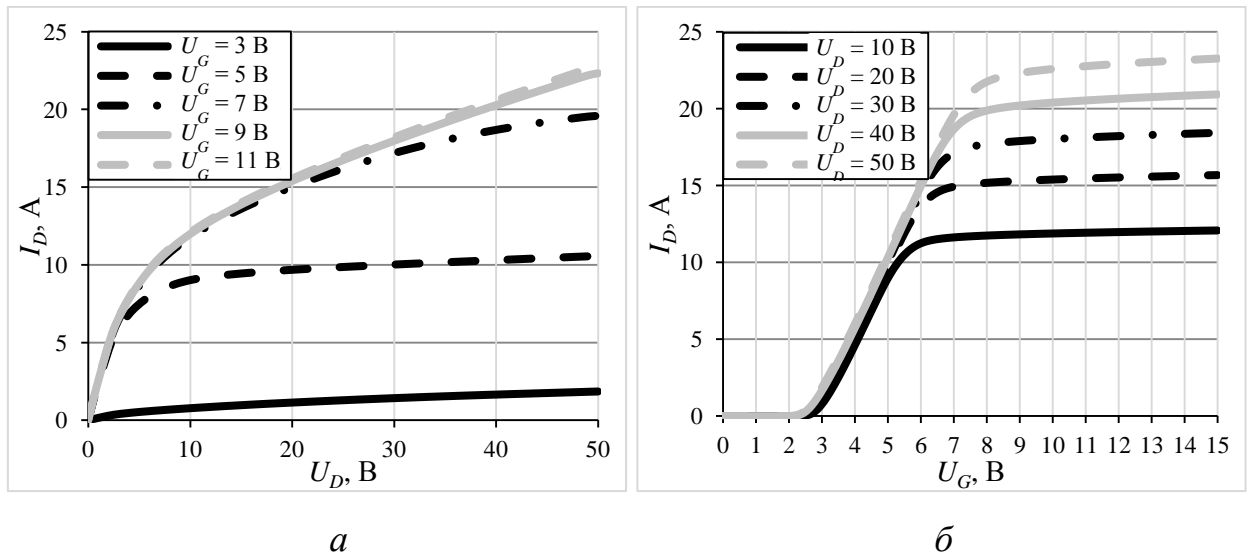 25
20
15
10
5
0
I_D, А
U_G = 3 В
U_G = 5 В
U_G = 7 В
U_G = 9 В
U_G = 11 В
0 10 20 30 40 50
U_D, В
а
25
20
15
10
5
0
I_D, А
U_D = 10 В
U_D = 20 В
U_D = 30 В
U_D = 40 В
U_D = 50 В
0 1 2 3 4 5 6 7 8 9 10 11 12 13 14 15
U_G, В
б